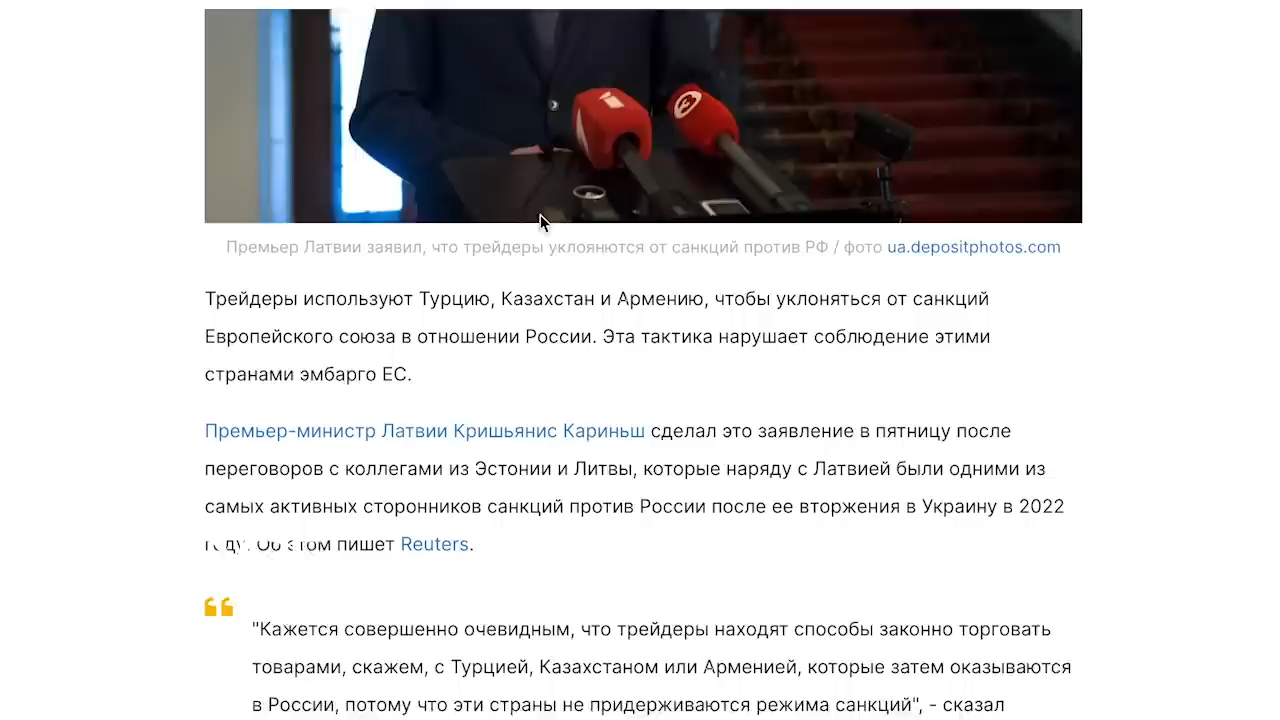 Премьер Латвии заявил, что трейдеры уклоянются от санкций против РФ / фото ua.depositphotos.com
Трейдеры используют Турцию, Казахстан и Армению, чтобы уклоняться от санкций
Европейского союза в отношении России. Эта тактика нарушает соблюдение этими
странами эмбарго ЕС.
Премьер-министр Латвии Кришьянис Кариньш сделал это заявление в пятницу после
переговоров с коллегами из Эстонии и Литвы, которые наряду с Латвией были одними из
самых активных сторонников санкций против России после ее вторжения в Украину в 2022
году. Об этом пишет Reuters.
"Кажется совершенно очевидным, что трейдеры находят способы законно торговать
товарами, скажем, с Турцией, Казахстаном или Арменией, которые затем оказываются
в России, потому что эти страны не придерживаются режима санкций", - сказал